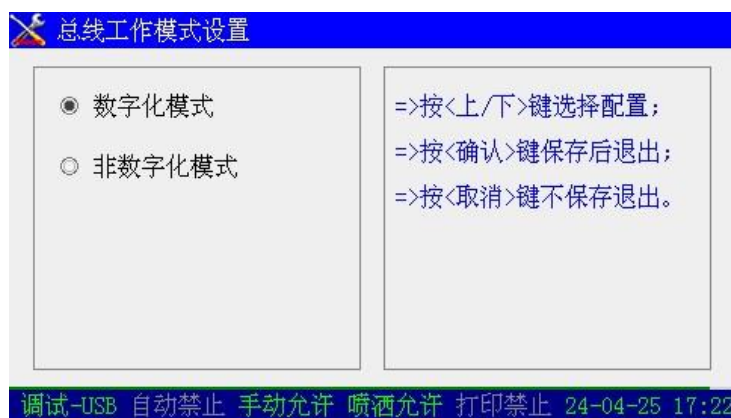 总线工作模式设置
数字化模式
非数字化模式
=>按<上/下>键选择配置;
=>按<确认>键保存后退出;
=>按<取消>键不保存退出。
调试-USB 自动禁止 手动允许 喷洒允许 打印禁止 24-04-25 17:22